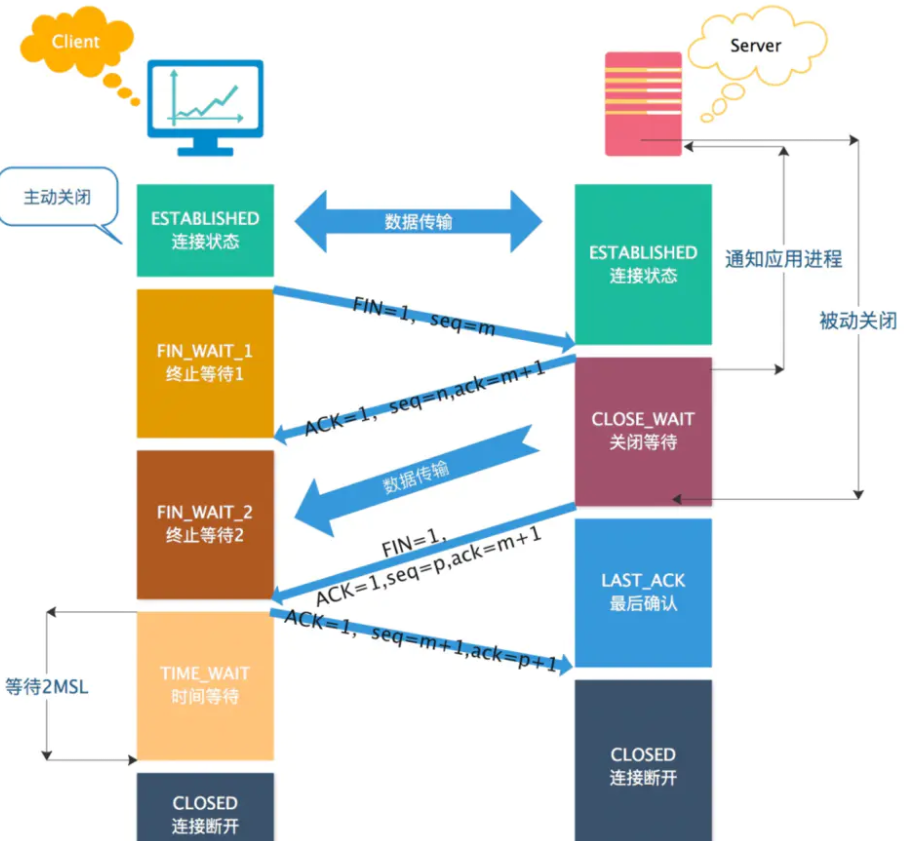 Client
Server
主动关闭
ESTABLISHED
连接状态
数据传输
ESTABLISHED
连接状态
通知应用进程
被动关闭
FIN=1, seq=m
FIN_WAIT_1
终止等待1
ACK=1, seq=n,ack=m+1
CLOSE_WAIT
关闭等待
数据传输
FIN_WAIT_2
终止等待2
FIN=1,
ACK=1,seq=p,ack=m+1
LAST_ACK
最后确认
ACK=1, seq=m+1,ack=p+1
TIME_WAIT
时间等待
等待2MSL
CLOSED
连接断开
CLOSED
连接断开